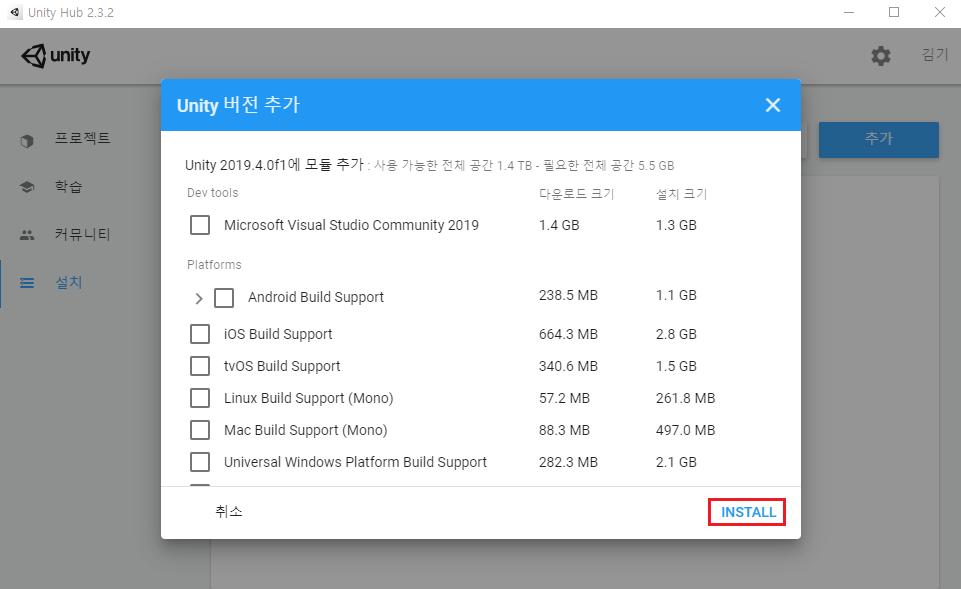 Unity Hub 2.3.2
unity
김기
Unity 버전 추가
프로젝트
학습
커뮤니티
설치
추가
Unity 2019.4.0f1에 모듈 추가 : 사용 가능한 전체 공간 1.4 TB - 필요한 전체 공간 5.5 GB
Dev tools 다운로드 크기 설치 크기
Microsoft Visual Studio Community 2019 1.4 GB 1.3 GB
Platforms
Android Build Support 238.5 MB 1.1 GB
iOS Build Support 664.3 MB 2.8 GB
tvOS Build Support 340.6 MB 1.5 GB
Linux Build Support (Mono) 57.2 MB 261.8 MB
Mac Build Support (Mono) 88.3 MB 497.0 MB
Universal Windows Platform Build Support 282.3 MB 2.1 GB
취소 INSTALL